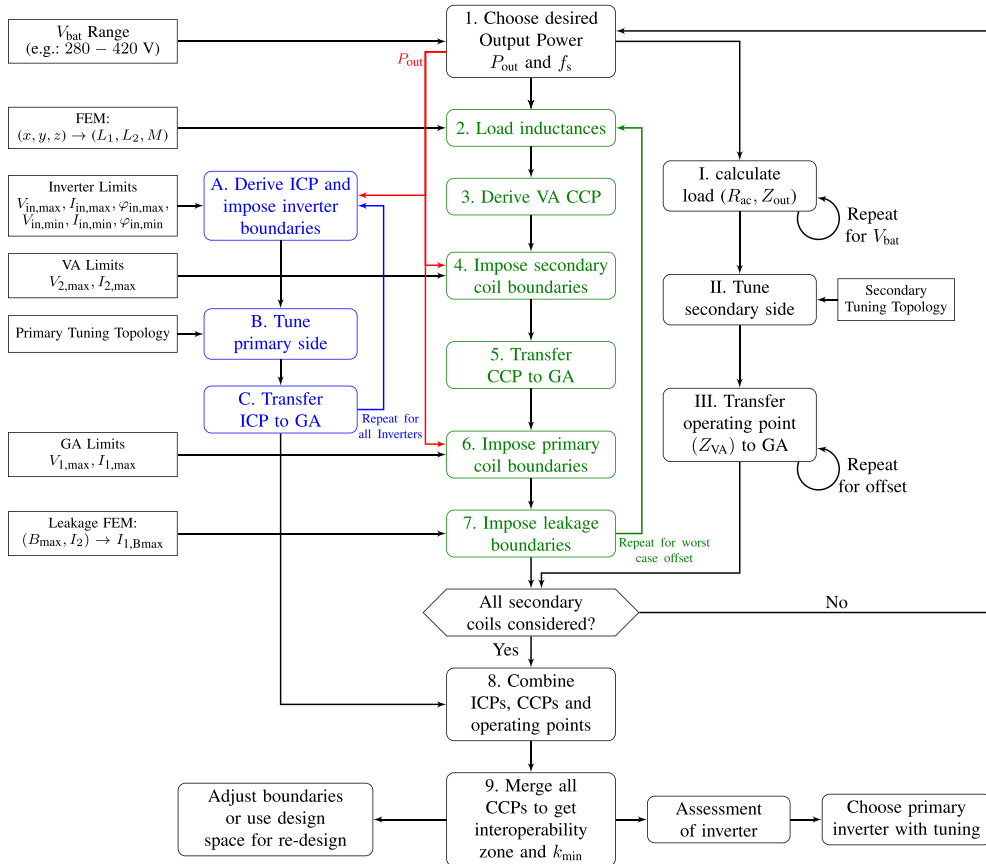 V_bat Range
(e.g.: 280 − 420 V)
1. Choose desired
Output Power
P_out and f_s
P_out
FEM:
(x, y, z) → (L_1, L_2, M)
2. Load inductances
Inverter Limits
V_in,max, I_in,max, φ_in,max,
V_in,min, I_in,min, φ_in,min
A. Derive ICP and
impose inverter
boundaries
3. Derive VA CCP
I. calculate
load (R_ac, Z_out)
Repeat
for V_bat
VA Limits
V_2,max, I_2,max
4. Impose secondary
coil boundaries
II. Tune
secondary side
Secondary
Tuning Topology
Primary Tuning Topology
B. Tune
primary side
5. Transfer
CCP to GA
C. Transfer
ICP to GA
Repeat for
all Inverters
III. Transfer
operating point
(Z_VA) to GA
Repeat
for offset
GA Limits
V_1,max, I_1,max
6. Impose primary
coil boundaries
Leakage FEM:
(B_max, I_2) → I_1,Bmax
7. Impose leakage
boundaries
Repeat for worst
case offset
All secondary
coils considered?
No
Yes
8. Combine
ICPs, CCPs and
operating points
9. Merge all
CCPs to get
interoperability
zone and k_min
Adjust boundaries
or use design
space for re-design
Assessment
of inverter
Choose primary
inverter with tuning